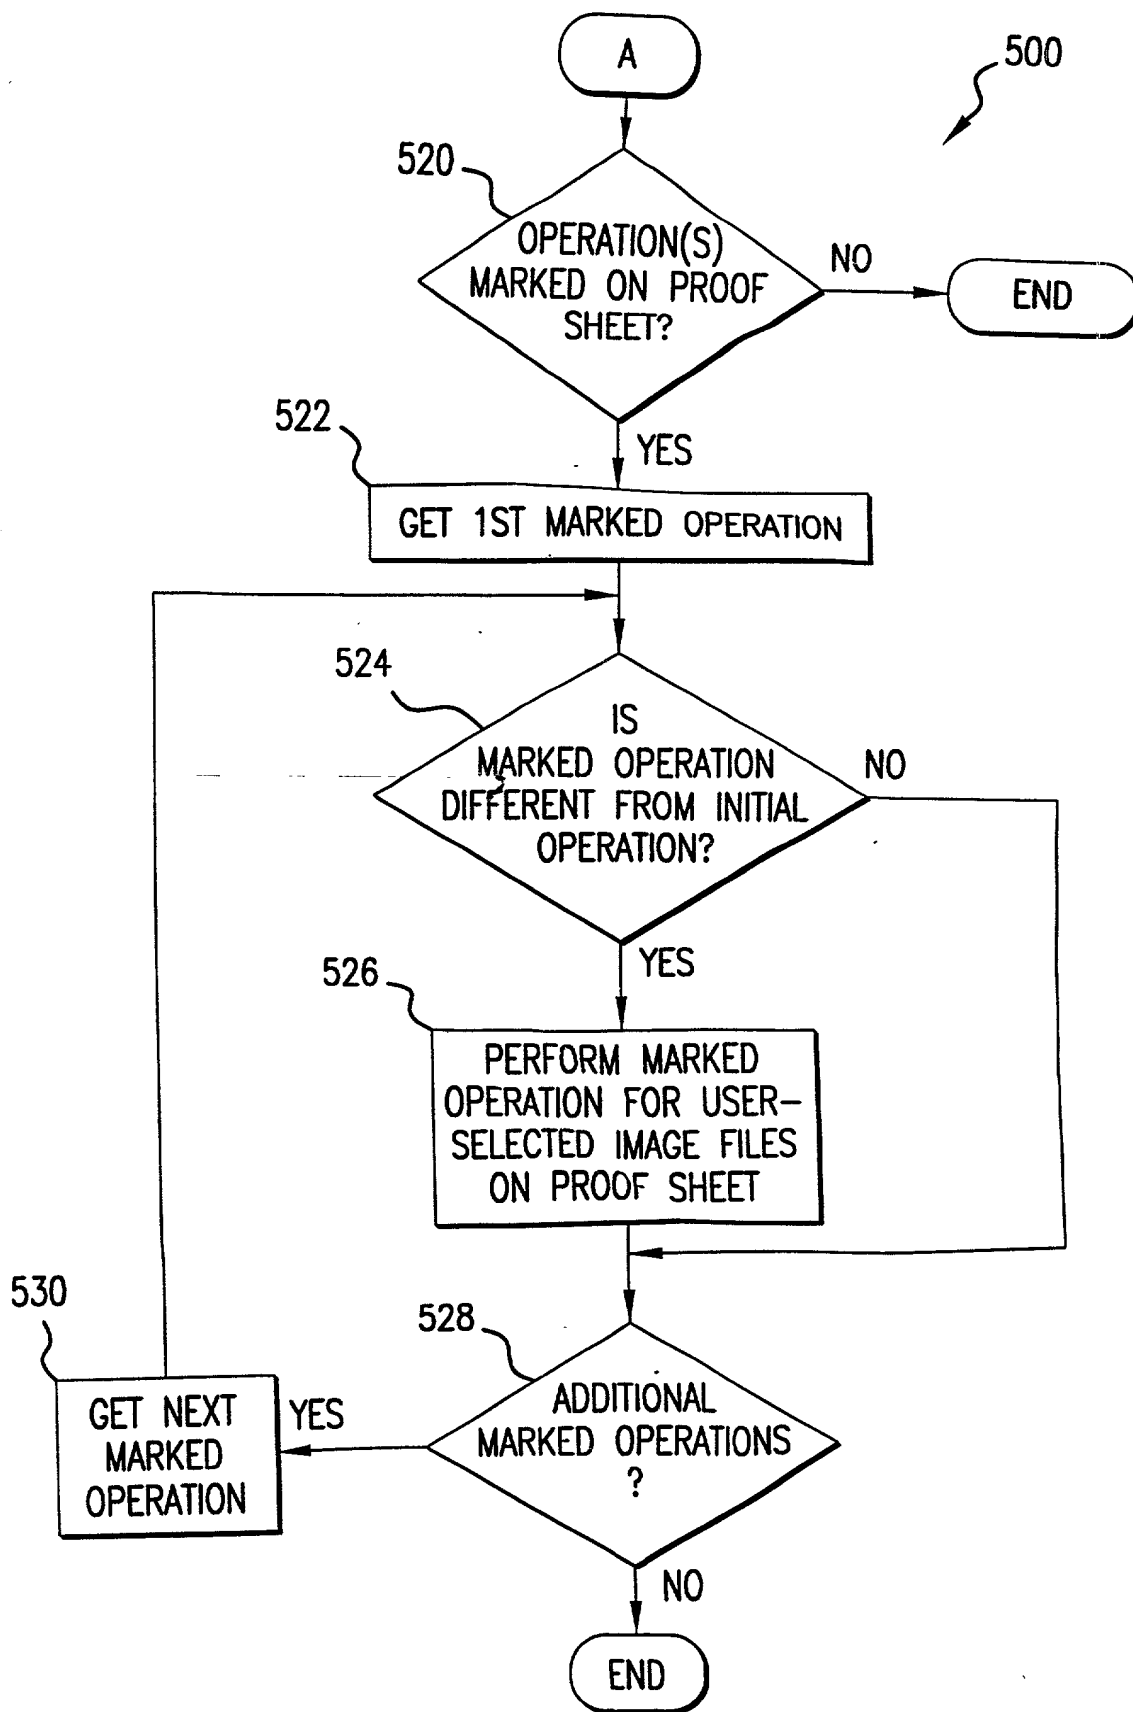 A
500
520
OPERATION(S)
MARKED ON PROOF
SHEET?
NO
END
522
YES
GET 1ST MARKED OPERATION
524
IS
MARKED OPERATION
DIFFERENT FROM INITIAL
OPERATION?
NO
526
YES
PERFORM MARKED
OPERATION FOR USER-
SELECTED IMAGE FILES
ON PROOF SHEET
530
528
GET NEXT
MARKED
OPERATION
YES
ADDITIONAL
MARKED OPERATIONS
?
NO
END